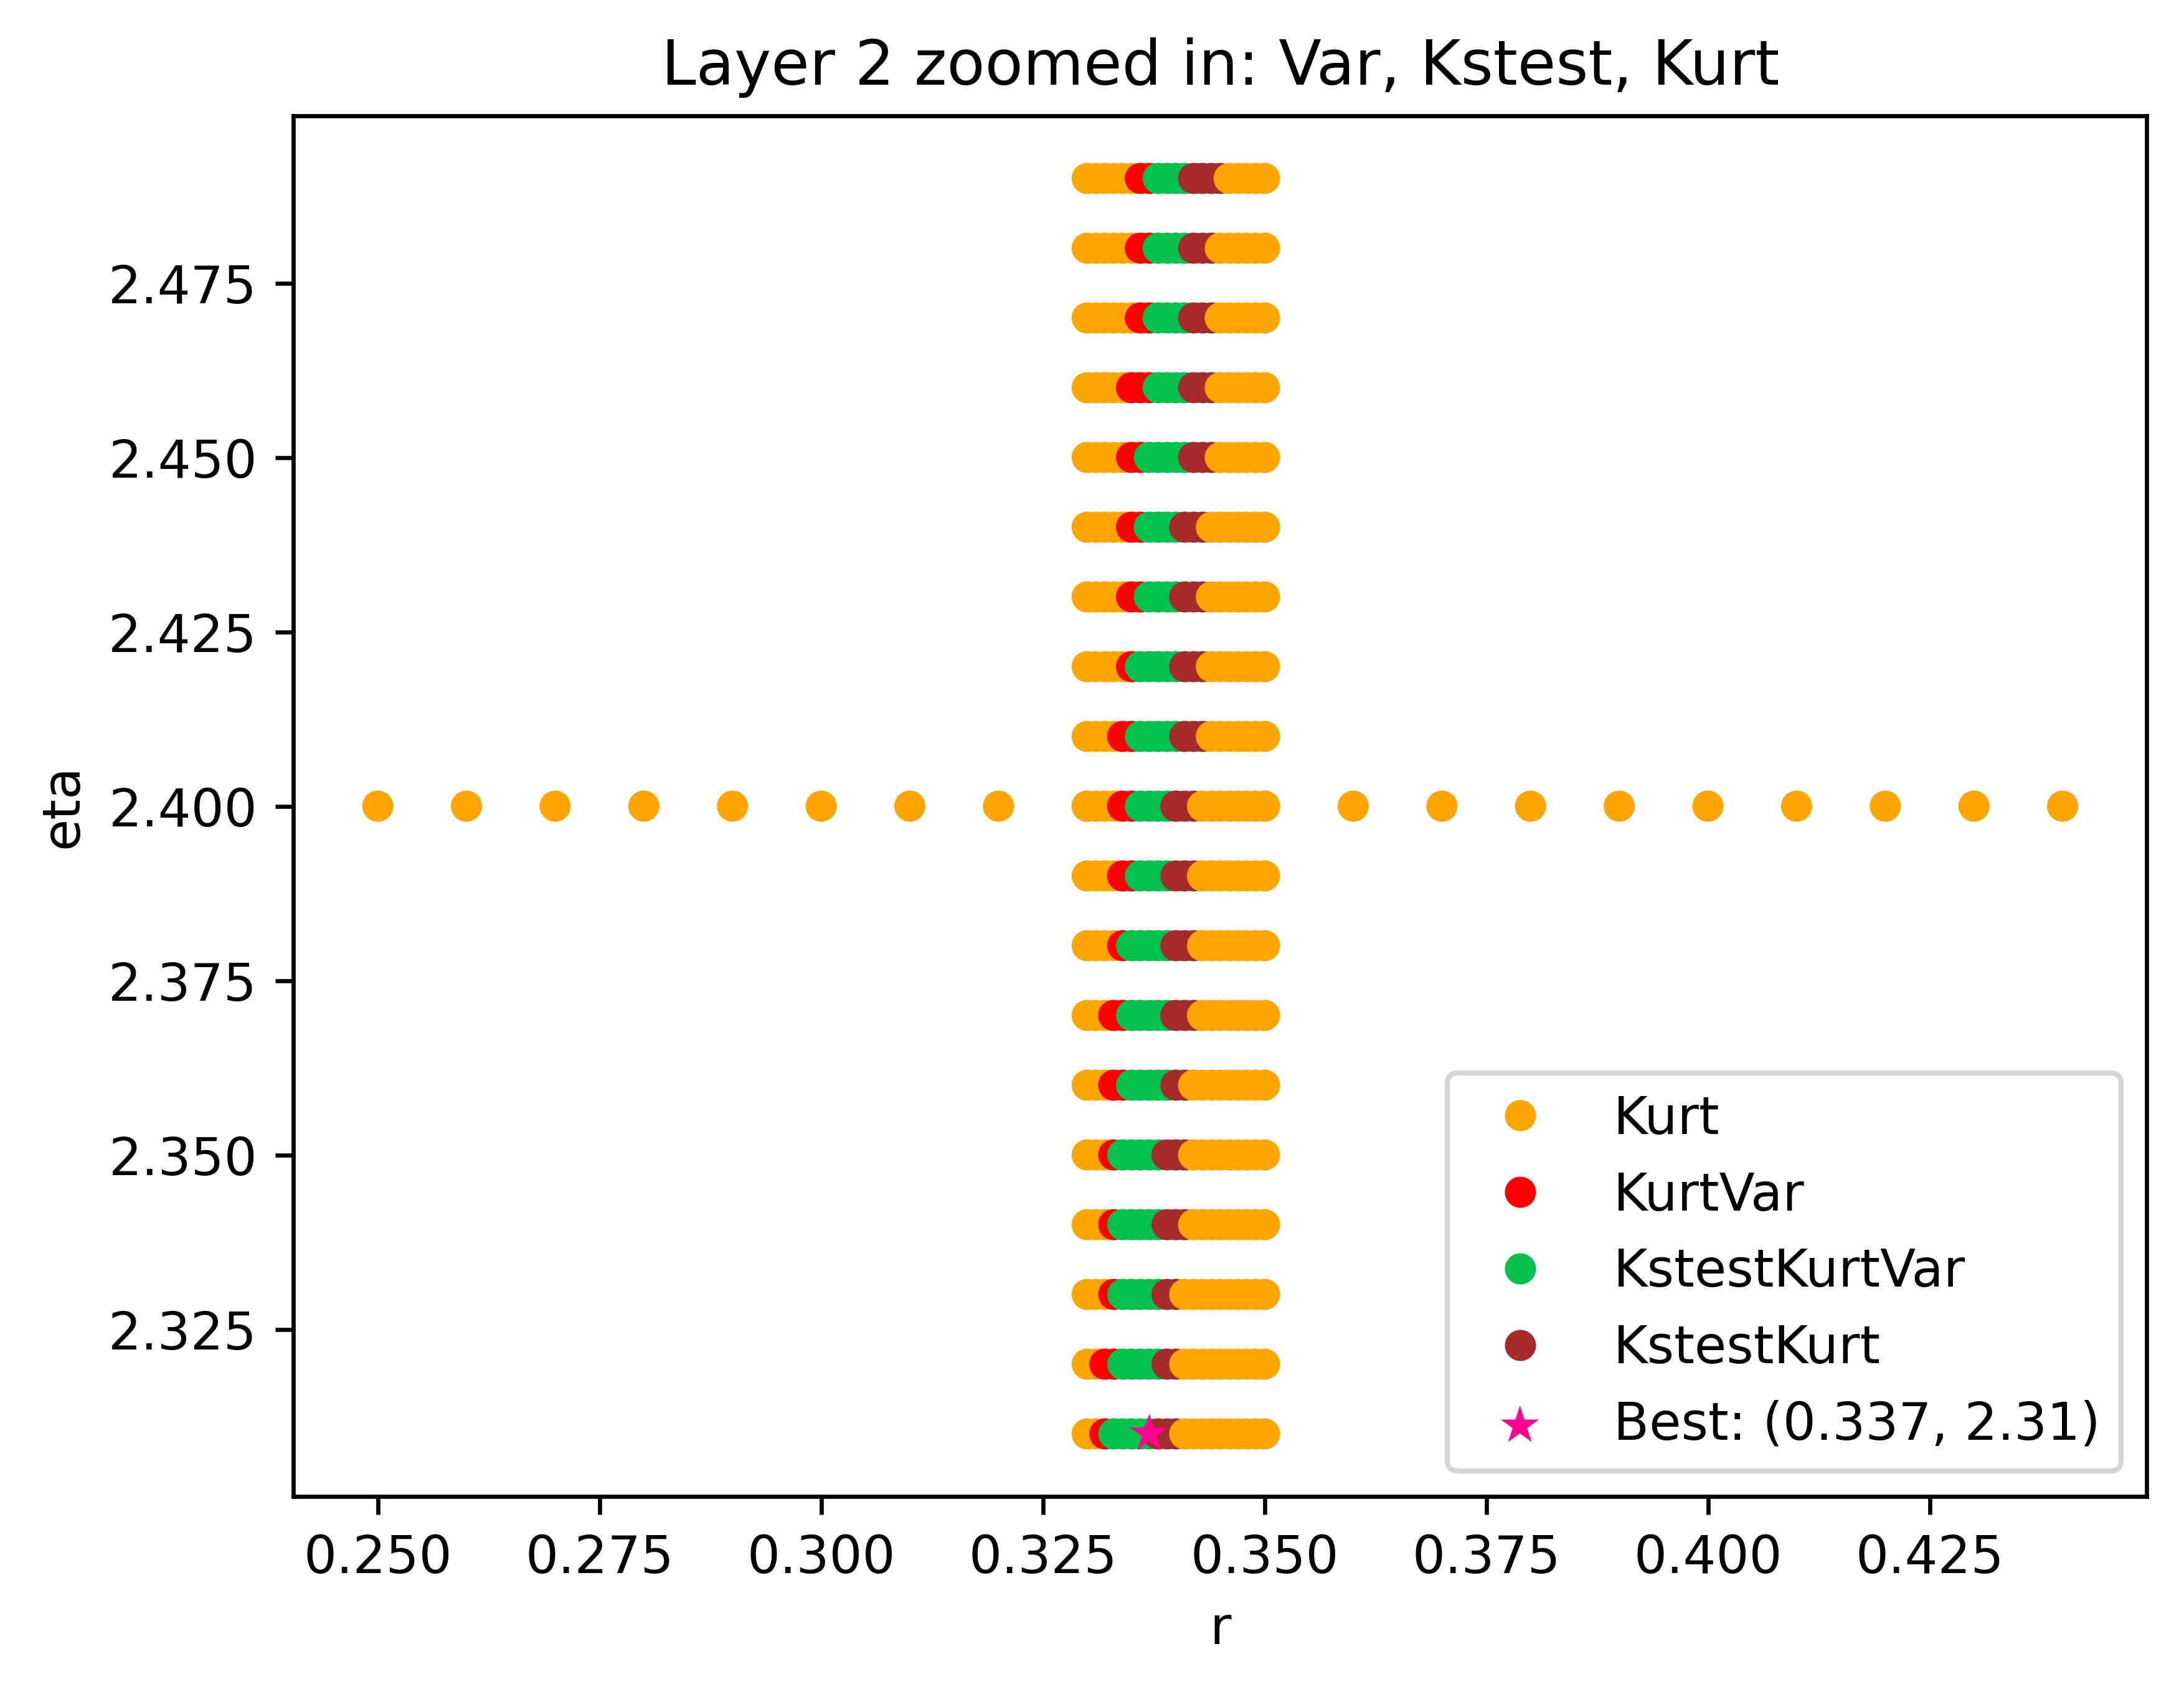 Layer 2 zoomed in: Var, Kstest, Kurt
eta
2.475
2.450
2.425
2.400
2.375
2.350
2.325
Kurt
KurtVar
KstestKurtVar
KstestKurt
Best: (0.337, 2.31)
0.250 0.275 0.300 0.325 0.350 0.375 0.400 0.425
r